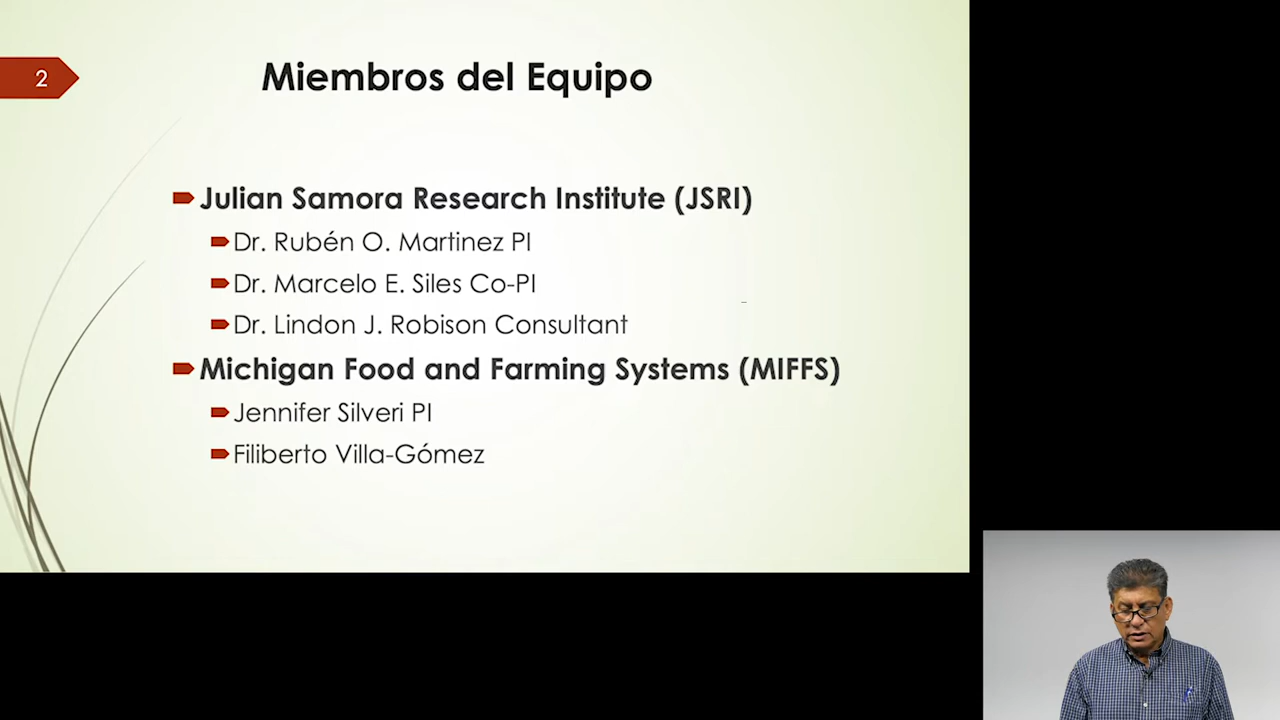 2
Miembros del Equipo
Julian Samora Research Institute (JSRI)
Dr. Rubén O. Martinez PI
Dr. Marcelo E. Siles Co-PI
Dr. Lindon J. Robison Consultant
Michigan Food and Farming Systems (MIFFS)
Jennifer Silveri PI
Filiberto Villa-Gómez